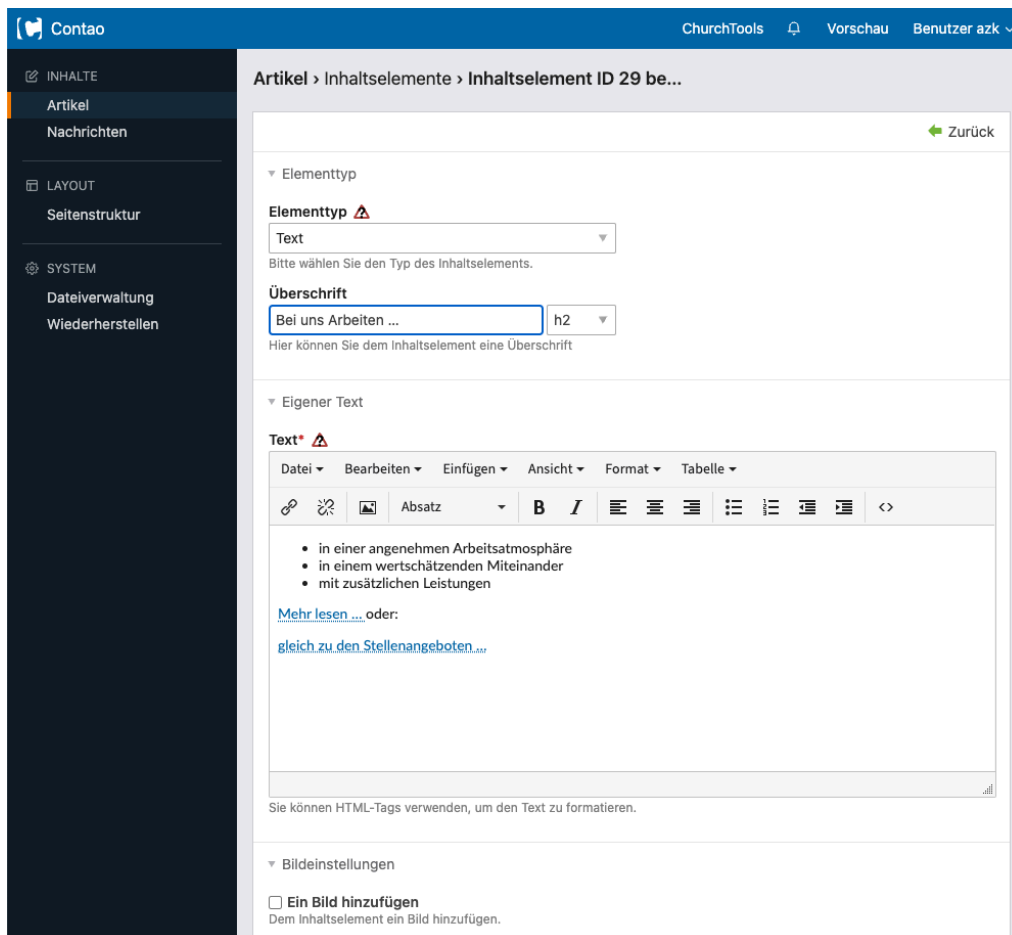 Contao
ChurchTools Vorschau Benutzer azk
INHALTE
Artikel
Nachrichten
LAYOUT
Seitenstruktur
SYSTEM
Dateiverwaltung
Wiederherstellen
Artikel › Inhaltselemente › Inhaltselement ID 29 be...
Zurück
Elementtyp
Elementtyp
Text
Bitte wählen Sie den Typ des Inhaltselements.
Überschrift
Bei uns Arbeiten ... h2
Hier können Sie dem Inhaltselement eine Überschrift
Eigener Text
Text*
Datei Bearbeiten Einfügen Ansicht Format Tabelle
Absatz B I
• in einer angenehmen Arbeitsatmosphäre
• in einem wertschätzenden Miteinander
• mit zusätzlichen Leistungen
Mehr lesen ... oder:
gleich zu den Stellenangeboten ...
Sie können HTML-Tags verwenden, um den Text zu formatieren.
Bildeinstellungen
Ein Bild hinzufügen
Dem Inhaltselement ein Bild hinzufügen.